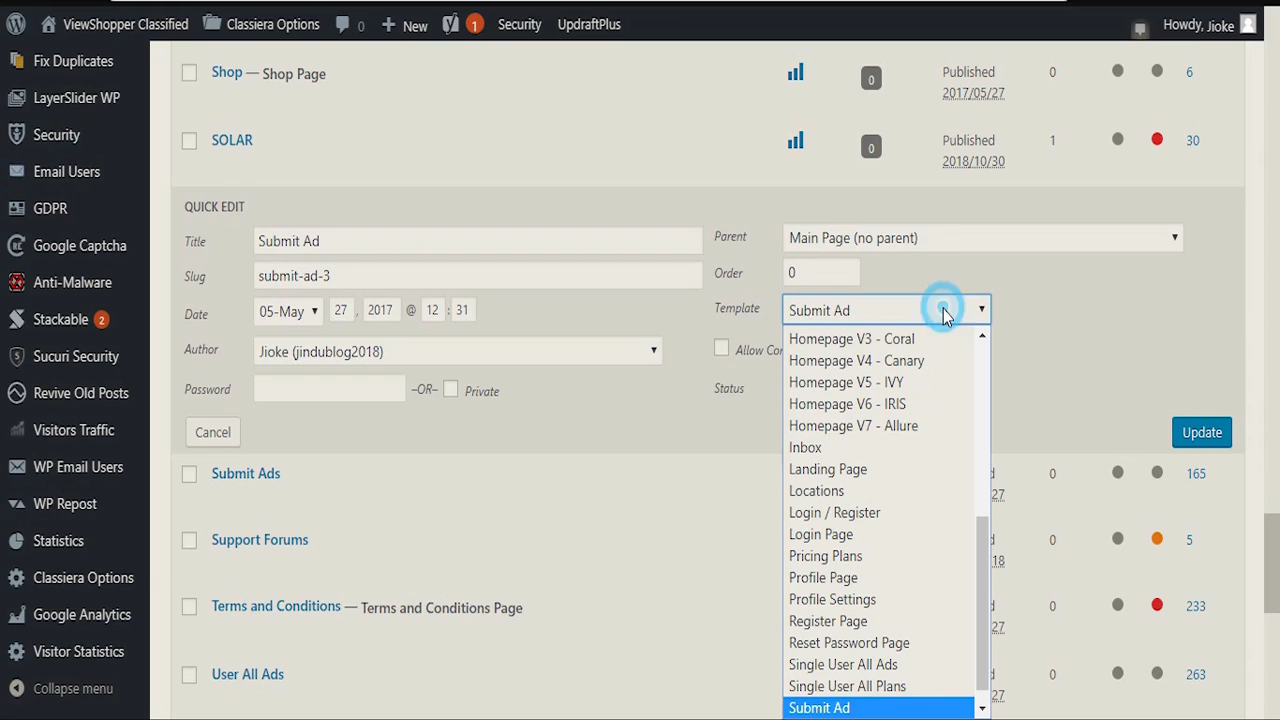 ViewShopper Classified Classiera Options 0 New 1 Security UpdraftPlus Howdy, Jioke
Fix Duplicates
LayerSlider WP
Security
Email Users
GDPR
Google Captcha
Anti-Malware
Stackable 2
Sucuri Security
Revive Old Posts
Visitors Traffic
WP Email Users
WP Repost
Statistics
Classiera Options
Google Analytics
Visitor Statistics
Collapse menu
Shop — Shop Page 0 Published 0 6
2017/05/27
SOLAR 0 Published 1 30
2018/10/30
QUICK EDIT
Title Submit Ad
Slug submit-ad-3
Date 05-May 27 , 2017 @ 12 : 31
Author Jioke (jindublog2018)
Password –OR– Private
Cancel
Parent Main Page (no parent)
Order 0
Template Submit Ad
Allow Co
Status
Update
Homepage V3 - Coral
Homepage V4 - Canary
Homepage V5 - IVY
Homepage V6 - IRIS
Homepage V7 - Allure
Inbox
Landing Page
Locations
Login / Register
Login Page
Pricing Plans
Profile Page
Profile Settings
Register Page
Reset Password Page
Single User All Ads
Single User All Plans
Submit Ad
Submit Ads d 0 165
27
Support Forums d 0 5
18
Terms and Conditions — Terms and Conditions Page d 0 233
27
User All Ads d 0 263
27